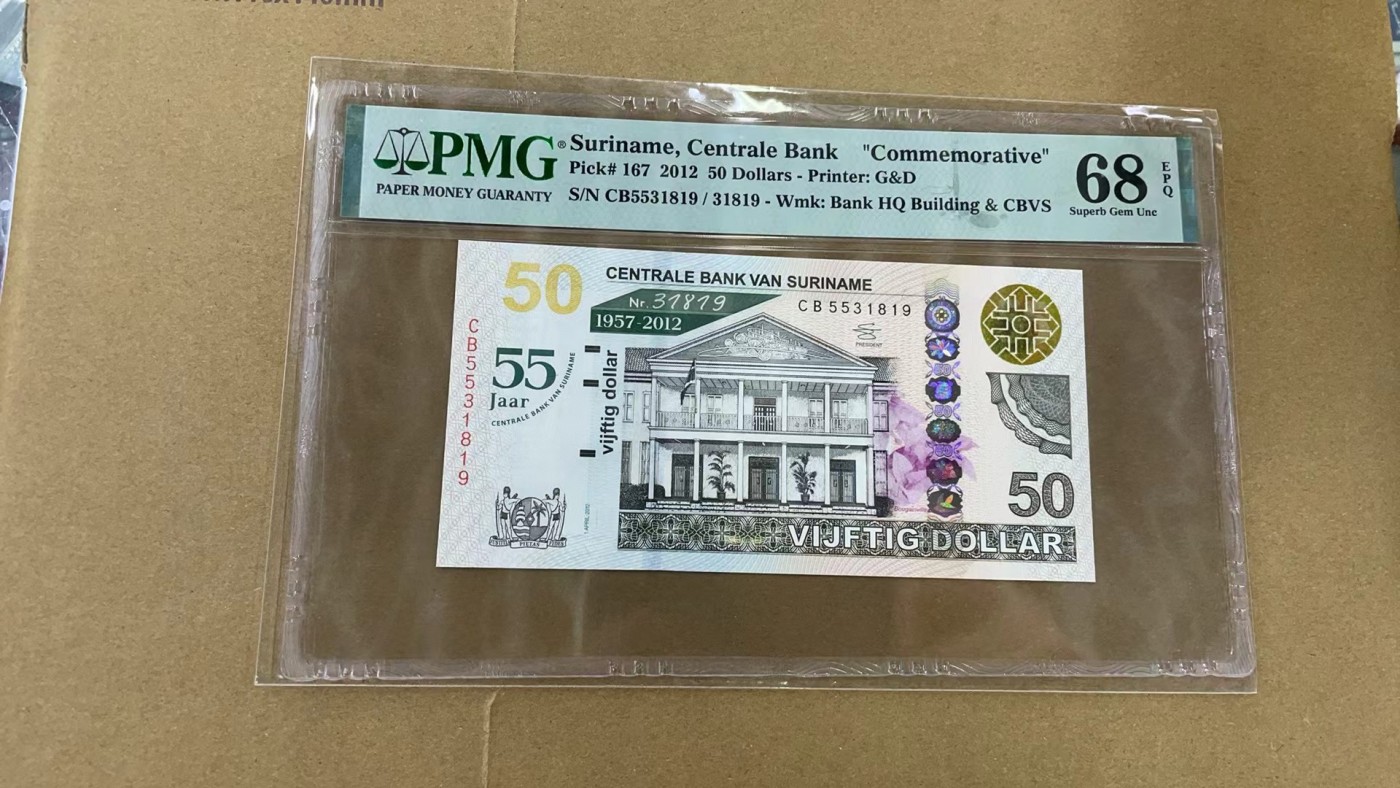 PMG®
PAPER MONEY GUARANTY
Suriname, Centrale Bank "Commemorative"
Pick# 167 2012 50 Dollars - Printer: G&D
S/N CB5531819 / 31819 - Wmk: Bank HQ Building & CBVS
68
EPQ
Superb Gem Unc
50
CENTRALE BANK VAN SURINAME
Nr. 31819
CB5531819
1957-2012
PRESIDENT
CB5531819
55
Jaar
CENTRALE BANK VAN SURINAME
vijftig dollar
50
VIJFTIG DOLLAR